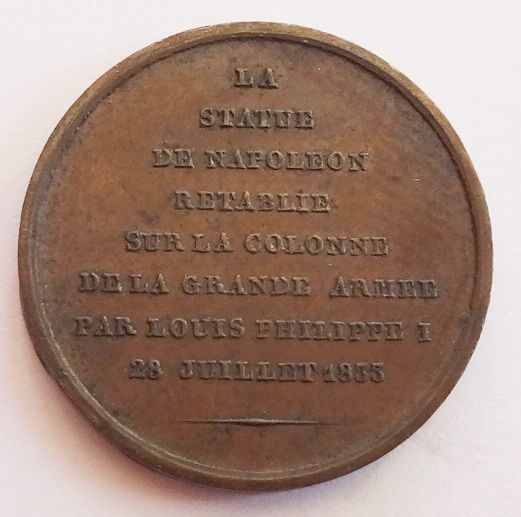 LA
STATUE
DE NAPOLEON
RETABLIE
SUR LA COLONNE
DE LA GRANDE ARMEE
PAR LOUIS PHILIPPE I
28 JUILLET 1833